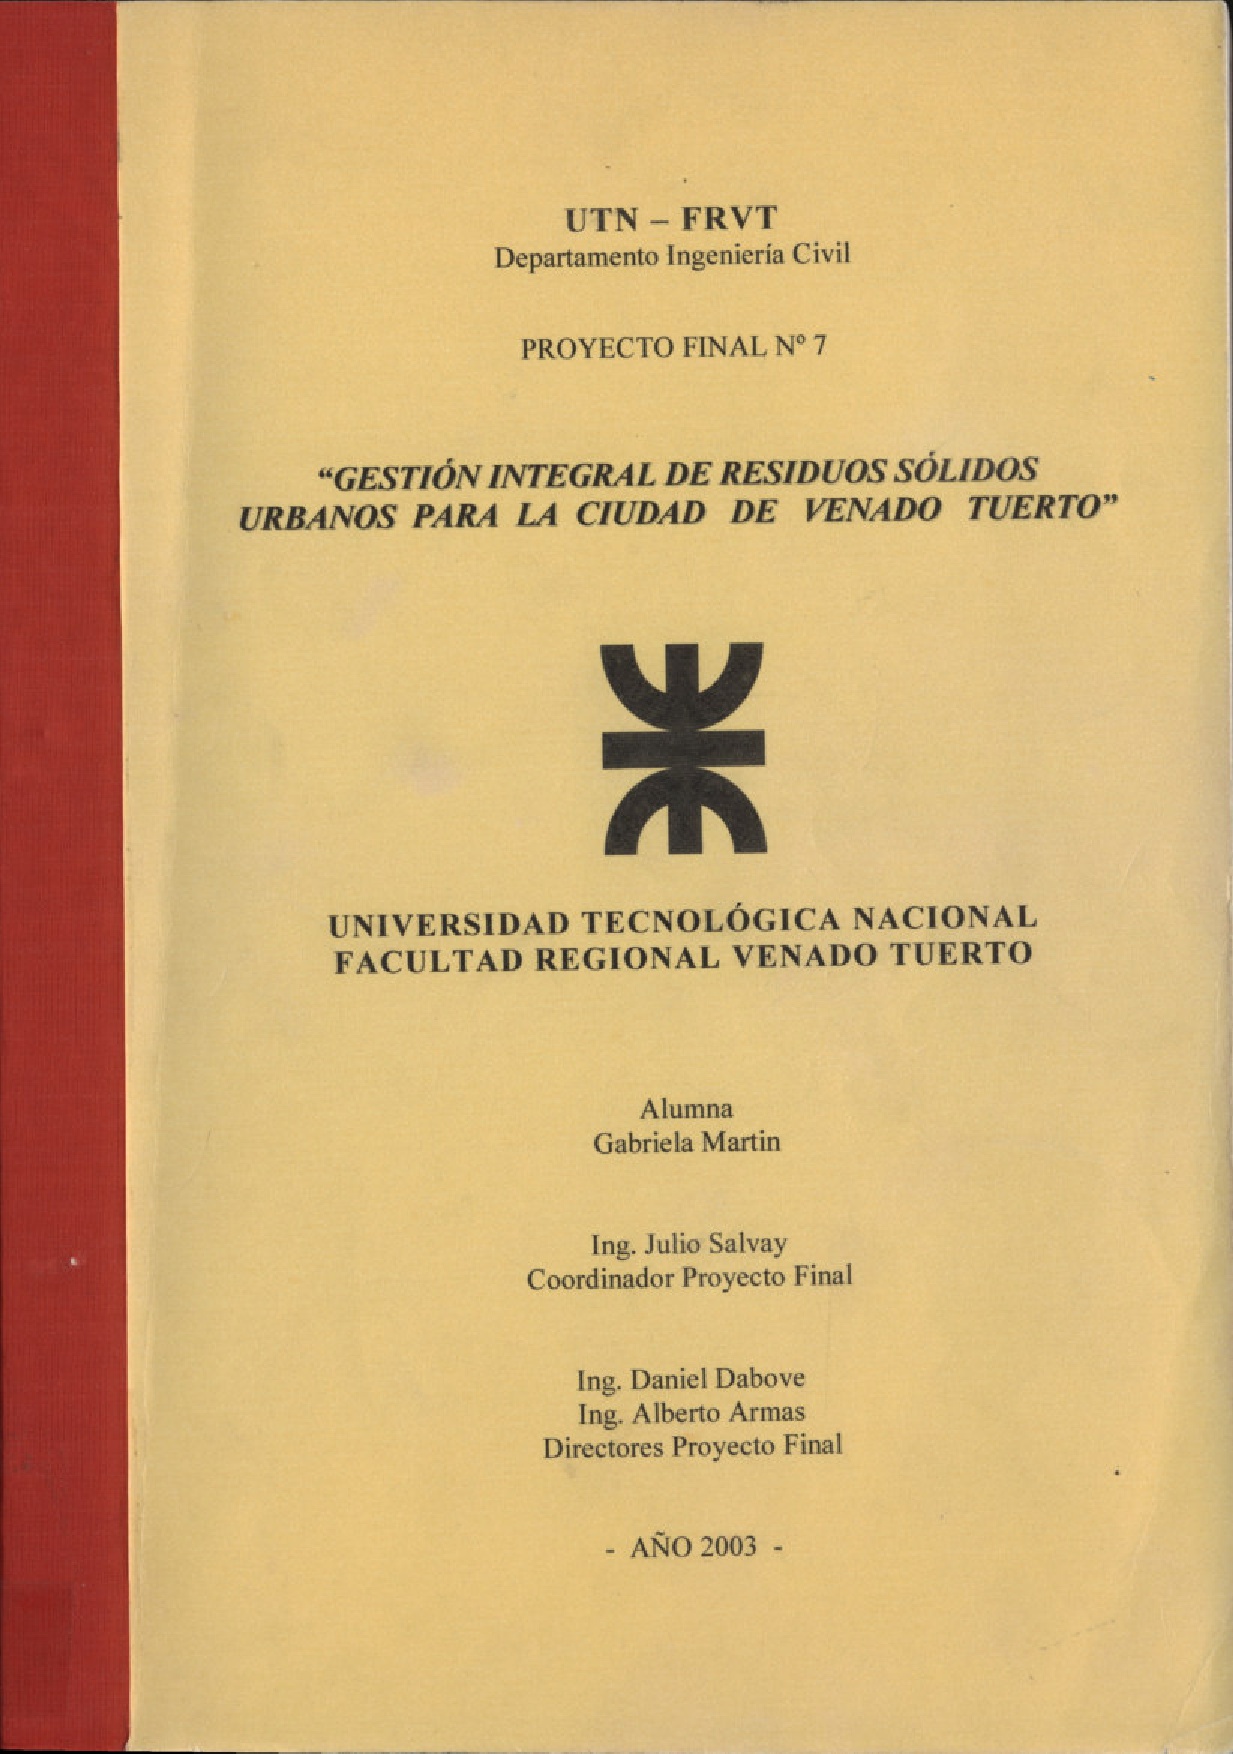 UTN – FRVT
Departamento Ingeniería Civil
PROYECTO FINAL Nº 7
“GESTIÓN INTEGRAL DE RESIDUOS SÓLIDOS
URBANOS PARA LA CIUDAD DE VENADO TUERTO”
UNIVERSIDAD TECNOLÓGICA NACIONAL
FACULTAD REGIONAL VENADO TUERTO
Alumna
Gabriela Martin
Ing. Julio Salvay
Coordinador Proyecto Final
Ing. Daniel Dabove
Ing. Alberto Armas
Directores Proyecto Final
- AÑO 2003 -